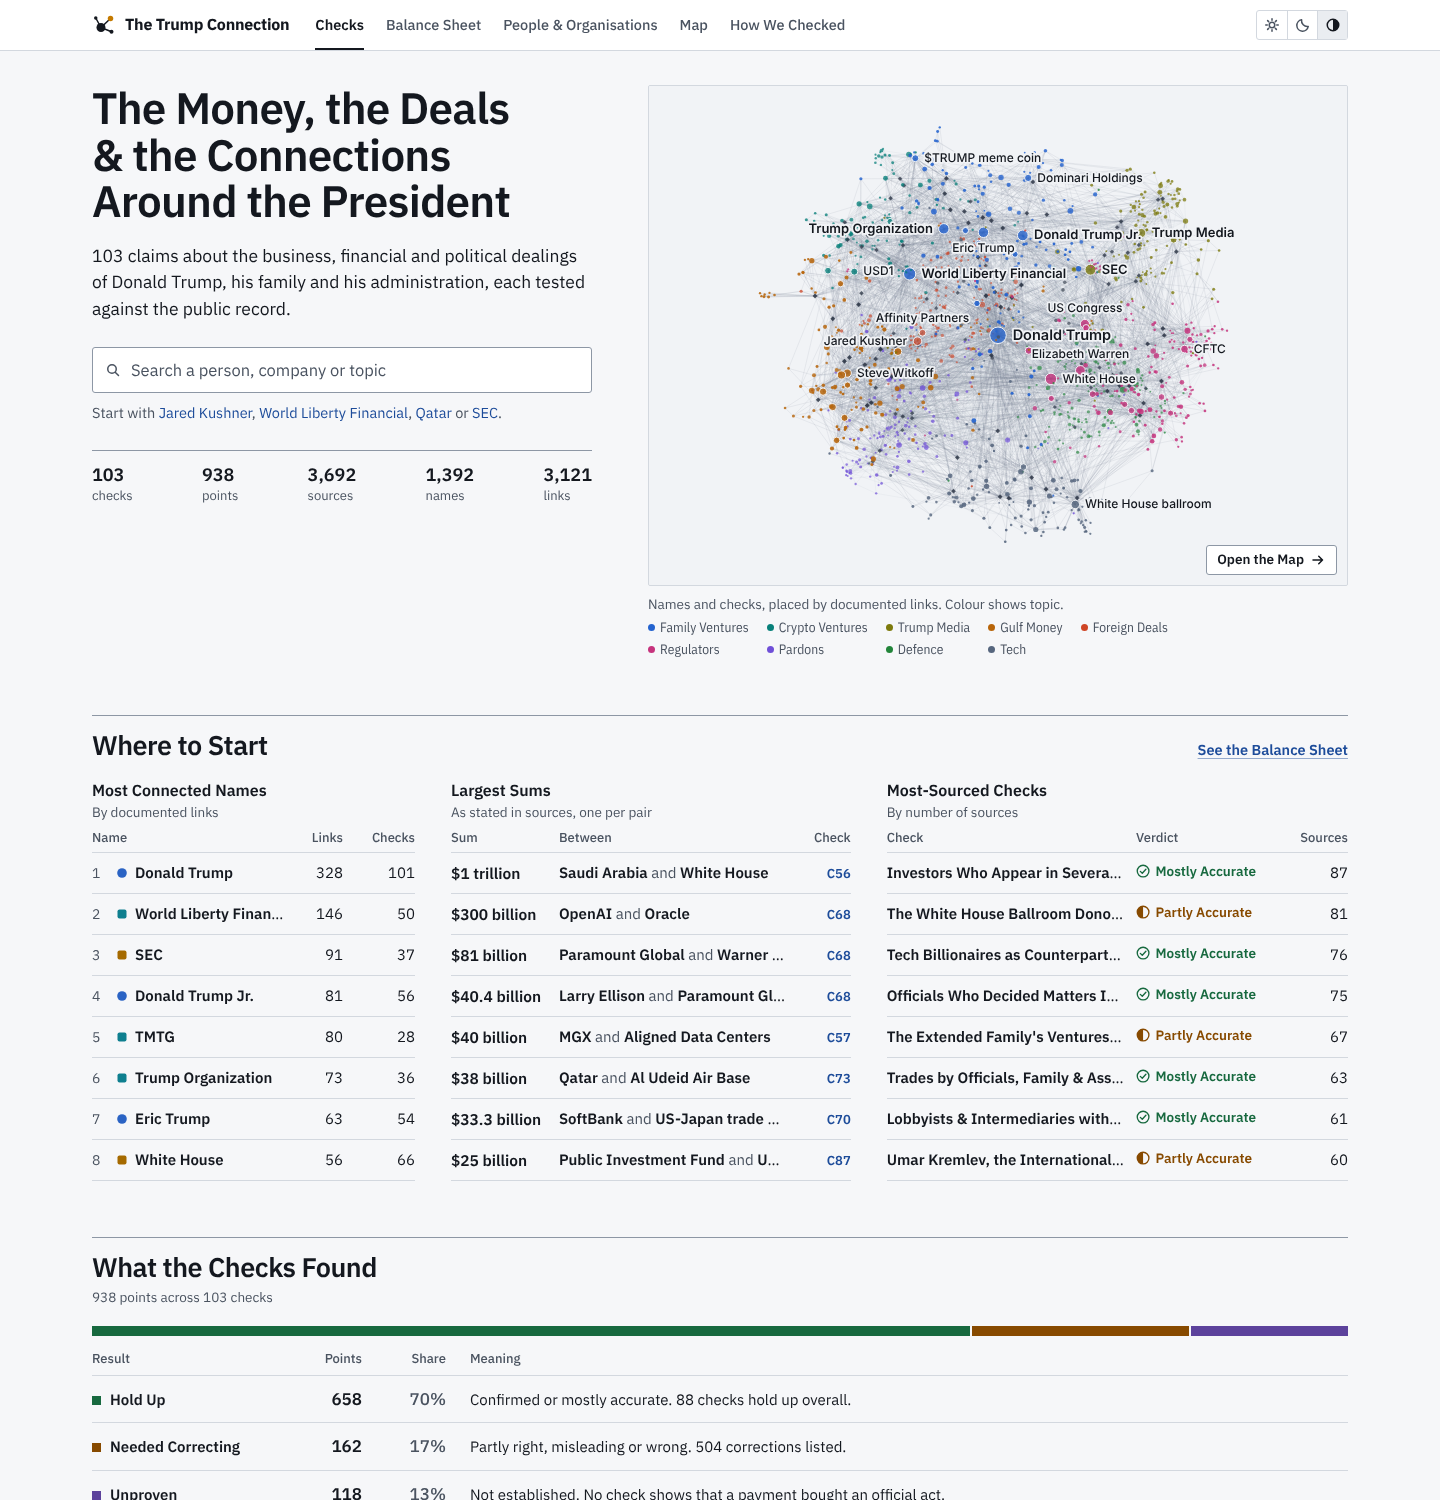 The Trump Connection
Checks
Balance Sheet
People & Organisations
Map
How We Checked
The Money, the Deals
& the Connections
Around the President
103 claims about the business, financial and political dealings
of Donald Trump, his family and his administration, each tested
against the public record.
Search a person, company or topic
Start with Jared Kushner, World Liberty Financial, Qatar or SEC.
103 938 3,692 1,392 3,121
checks points sources names links
$TRUMP meme coin
Dominari Holdings
Trump Organization
Donald Trump Jr.
Trump Media
Eric Trump
USD1
World Liberty Financial
SEC
US Congress
Affinity Partners
Donald Trump
Jared Kushner
CFTC
Elizabeth Warren
Steve Witkoff
White House
White House ballroom
Open the Map →
Names and checks, placed by documented links. Colour shows topic.
Family Ventures Crypto Ventures Trump Media Gulf Money Foreign Deals
Regulators Pardons Defence Tech
Where to Start
See the Balance Sheet
Most Connected Names
By documented links
Name Links Checks
1 Donald Trump 328 101
2 World Liberty Finan... 146 50
3 SEC 91 37
4 Donald Trump Jr. 81 56
5 TMTG 80 28
6 Trump Organization 73 36
7 Eric Trump 63 54
8 White House 56 66
Largest Sums
As stated in sources, one per pair
Sum Between Check
$1 trillion Saudi Arabia and White House C56
$300 billion OpenAI and Oracle C68
$81 billion Paramount Global and Warner ... C68
$40.4 billion Larry Ellison and Paramount Gl... C68
$40 billion MGX and Aligned Data Centers C57
$38 billion Qatar and Al Udeid Air Base C73
$33.3 billion SoftBank and US-Japan trade ... C70
$25 billion Public Investment Fund and U... C87
Most-Sourced Checks
By number of sources
Check Verdict Sources
Investors Who Appear in Severa... Mostly Accurate 87
The White House Ballroom Dono... Partly Accurate 81
Tech Billionaires as Counterpart... Mostly Accurate 76
Officials Who Decided Matters I... Mostly Accurate 75
The Extended Family's Ventures... Partly Accurate 67
Trades by Officials, Family & Ass... Mostly Accurate 63
Lobbyists & Intermediaries with... Mostly Accurate 61
Umar Kremlev, the International... Partly Accurate 60
What the Checks Found
938 points across 103 checks
Result Points Share Meaning
Hold Up 658 70% Confirmed or mostly accurate. 88 checks hold up overall.
Needed Correcting 162 17% Partly right, misleading or wrong. 504 corrections listed.
Unproven 118 13% Not established. No check shows that a payment bought an official act.